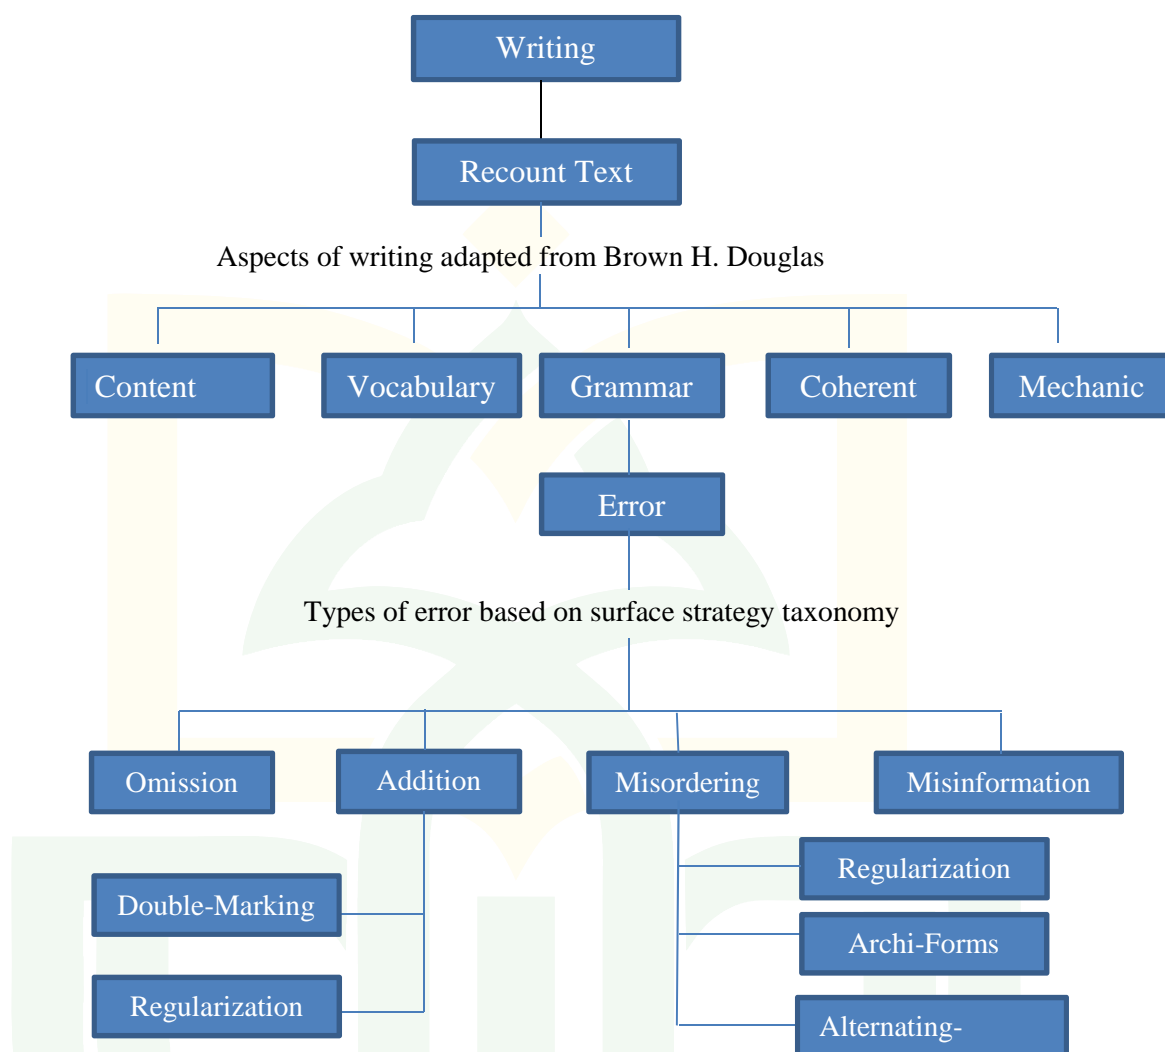 Writing
Recount Text
Aspects of writing adapted from Brown H. Douglas
Content
Vocabulary
Grammar
Coherent
Mechanic
Error
Types of error based on surface strategy taxonomy
Omission
Addition
Misordering
Misinformation
Double-Marking
Regularization
Regularization
Archi-Forms
Alternating-